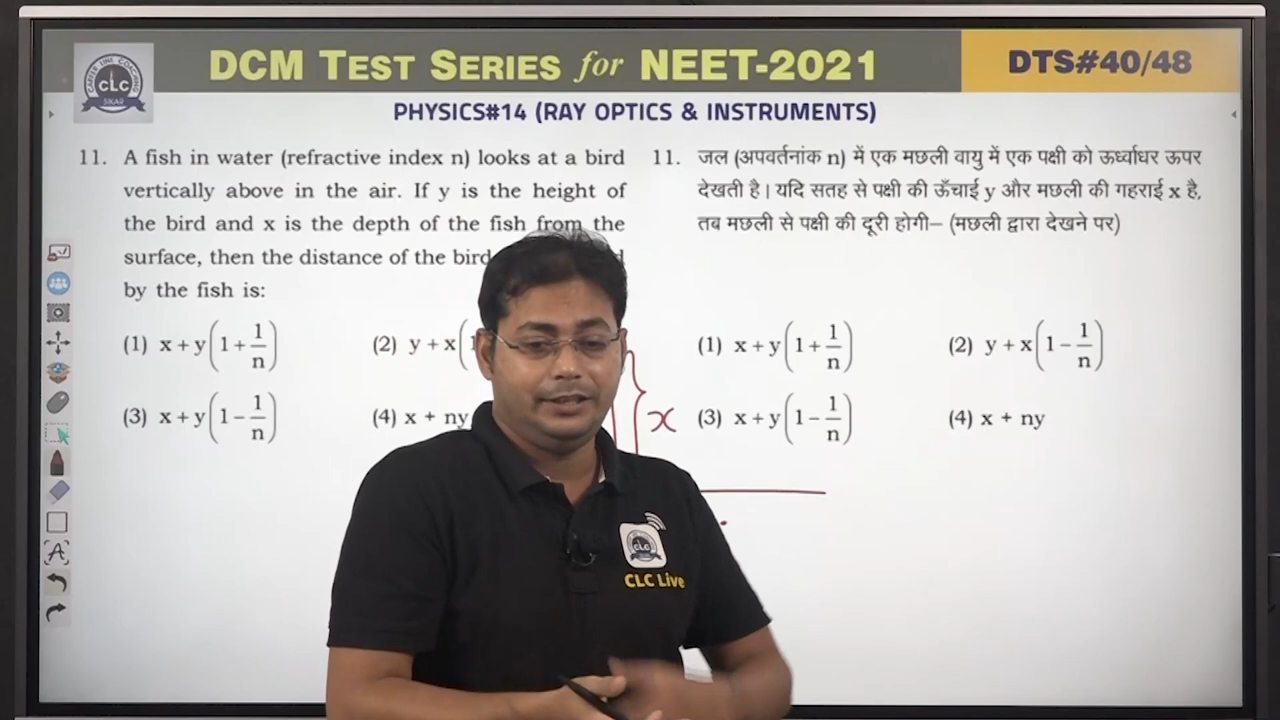 DCM TEST SERIES for NEET-2021
DTS#40/48
CAREER LINE COACHING
CLC
SIKAR
PHYSICS#14 (RAY OPTICS & INSTRUMENTS)
11. A fish in water (refractive index n) looks at a bird
vertically above in the air. If y is the height of
the bird and x is the depth of the fish from the
surface, then the distance of the bird
by the fish is:
(1) x + y(1 + 1/n)
(2) y + x(
(3) x + y(1 − 1/n)
(4) x + ny
11. जल (अपवर्तनांक n) में एक मछली वायु में एक पक्षी को ऊर्ध्वाधर ऊपर
देखती है। यदि सतह से पक्षी की ऊँचाई y और मछली की गहराई x है,
तब मछली से पक्षी की दूरी होगी– (मछली द्वारा देखने पर)
(1) x + y(1 + 1/n)
(2) y + x(1 − 1/n)
(3) x + y(1 − 1/n)
(4) x + ny
x
A
CLC
CLC Live